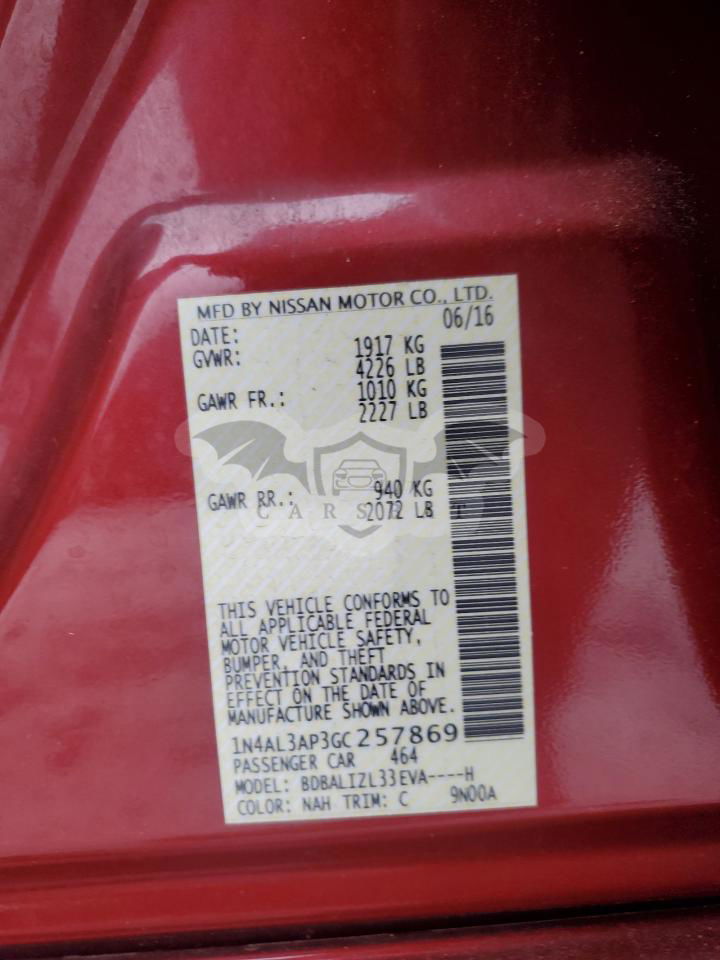 MFD BY NISSAN MOTOR CO., LTD.
DATE: 06/16
GVWR: 1917 KG
4226 LB
GAWR FR.: 1010 KG
2227 LB
GAWR RR.: 940 KG
2072 LB
THIS VEHICLE CONFORMS TO
ALL APPLICABLE FEDERAL
MOTOR VEHICLE SAFETY,
BUMPER, AND THEFT
PREVENTION STANDARDS IN
EFFECT ON THE DATE OF
MANUFACTURE SHOWN ABOVE.
1N4AL3AP3GC257869
PASSENGER CAR 464
MODEL: BDBALIZL33EVA----H
COLOR: NAH TRIM: C 9N00A